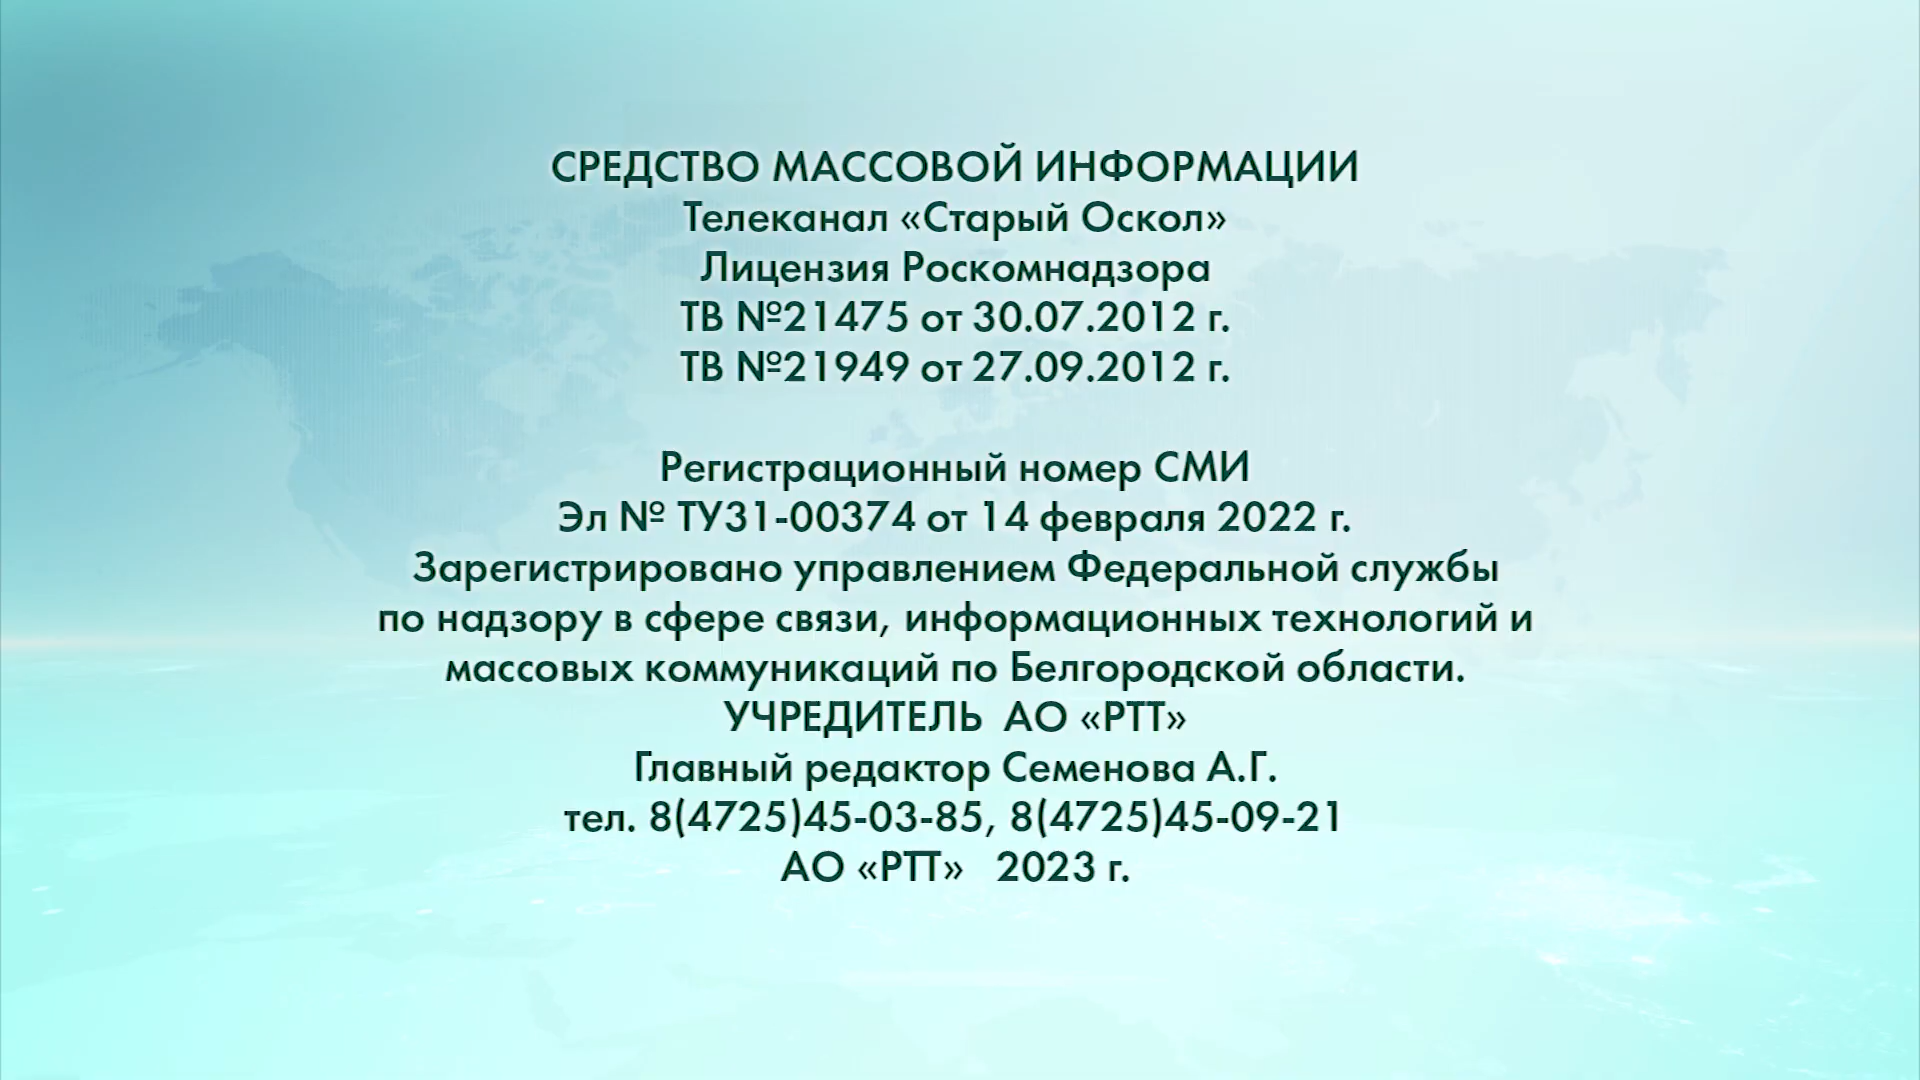 СРЕДСТВО МАССОВОЙ ИНФОРМАЦИИ
Телеканал «Старый Оскол»
Лицензия Роскомнадзора
ТВ №21475 от 30.07.2012 г.
ТВ №21949 от 27.09.2012 г.
Регистрационный номер СМИ
Эл № ТУ31-00374 от 14 февраля 2022 г.
Зарегистрировано управлением Федеральной службы
по надзору в сфере связи, информационных технологий и
массовых коммуникаций по Белгородской области.
УЧРЕДИТЕЛЬ АО «РТТ»
Главный редактор Семенова А.Г.
тел. 8(4725)45-03-85, 8(4725)45-09-21
АО «РТТ» 2023 г.